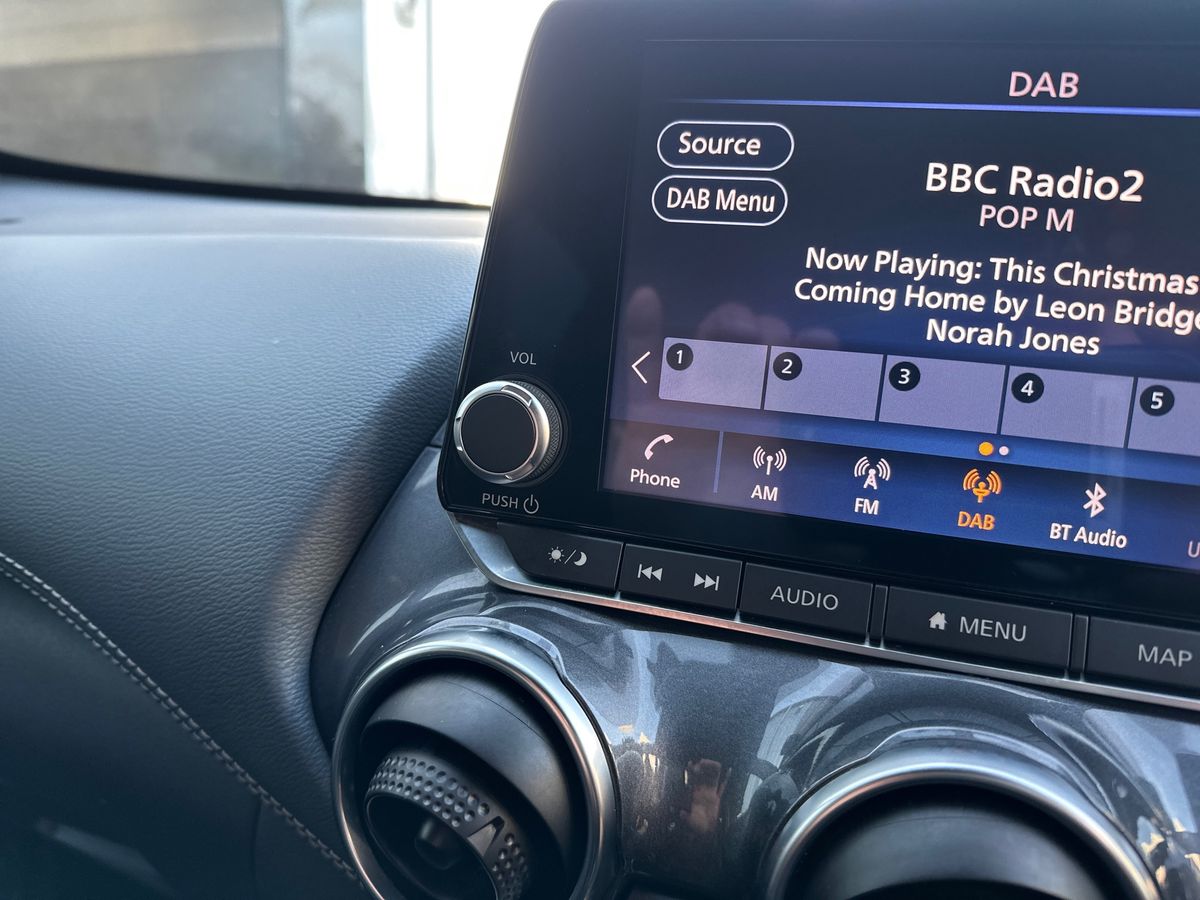 DAB
Source
DAB Menu
BBC Radio2
POP M
Now Playing: This Christmas
Coming Home by Leon
Norah Jones
1 2 3 4 5
Phone AM FM DAB BT Audio
VOL
PUSH
AUDIO MENU MAP